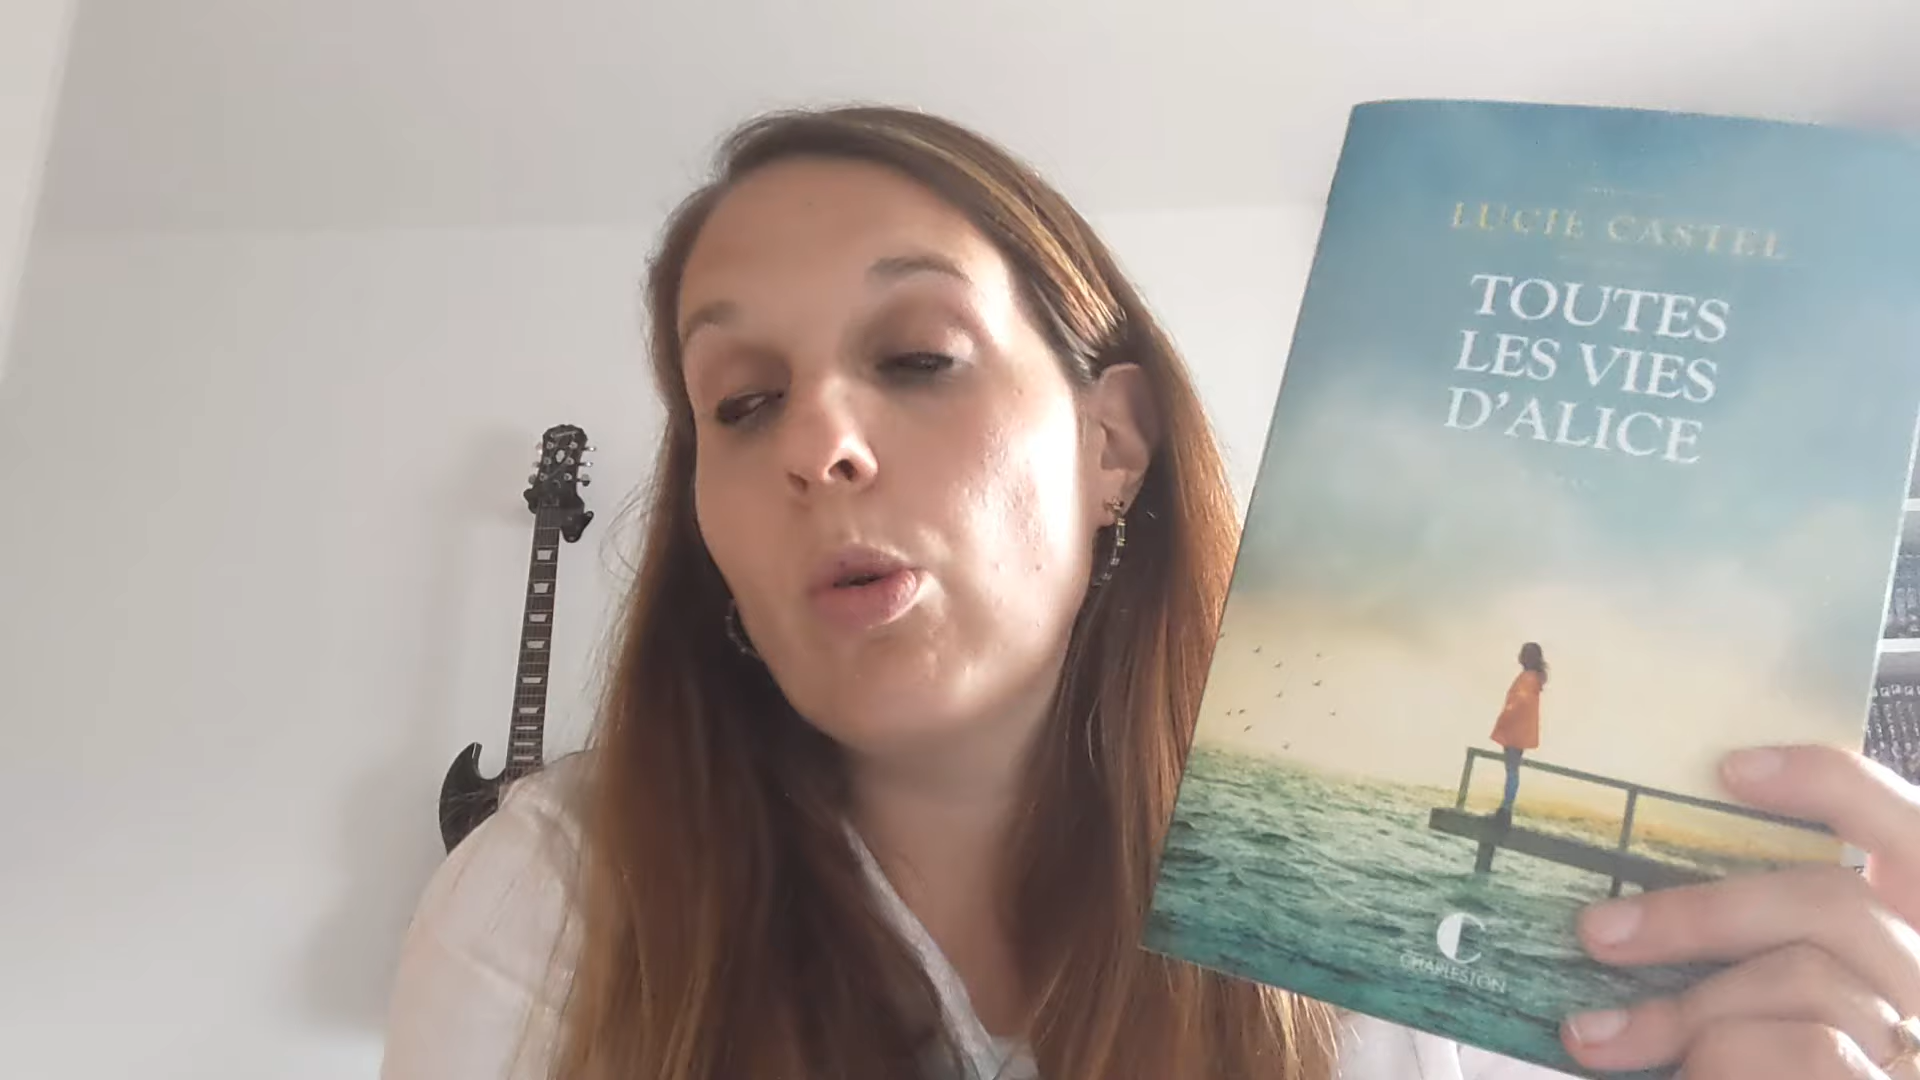 LUCIE CASTEL
TOUTES
LES VIES
D'ALICE
CHARLESTON